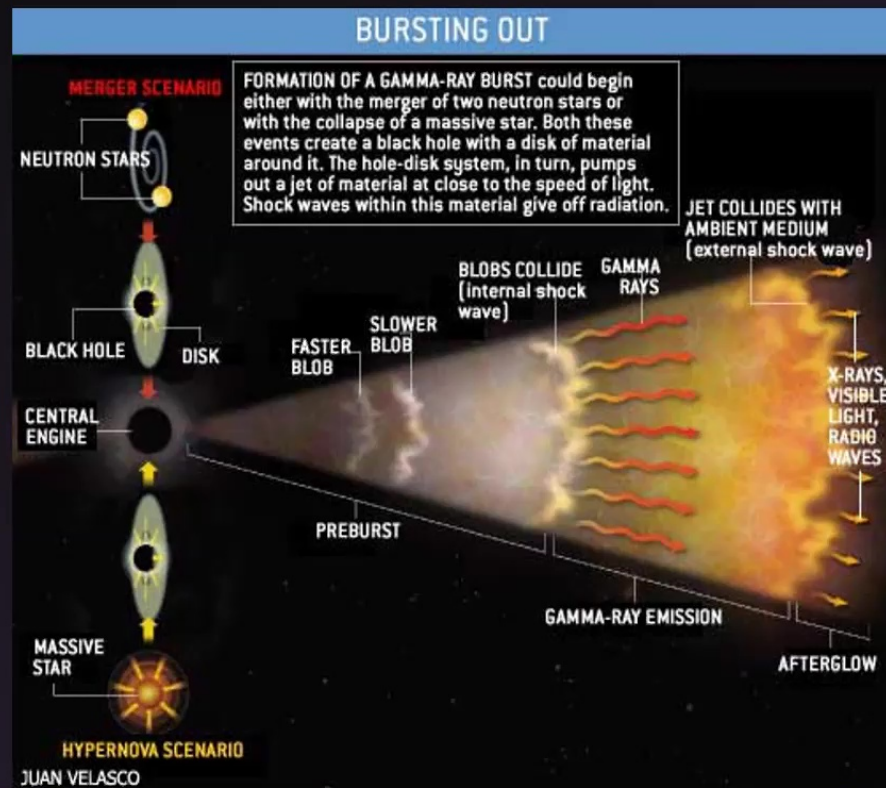 BURSTING OUT
MERGER SCENARIO
FORMATION OF A GAMMA-RAY BURST could begin
either with the merger of two neutron stars or
with the collapse of a massive star. Both these
events create a black hole with a disk of material
around it. The hole-disk system, in turn, pumps
out a jet of material at close to the speed of light.
Shock waves within this material give off radiation.
NEUTRON STARS
BLACK HOLE
DISK
CENTRAL
ENGINE
FASTER
BLOB
SLOWER
BLOB
BLOBS COLLIDE
(internal shock
wave)
GAMMA
RAYS
JET COLLIDES WITH
AMBIENT MEDIUM
(external shock wave)
X-RAYS,
VISIBLE
LIGHT,
RADIO
WAVES
PREBURST
GAMMA-RAY EMISSION
AFTERGLOW
MASSIVE
STAR
HYPERNOVA SCENARIO
JUAN VELASCO